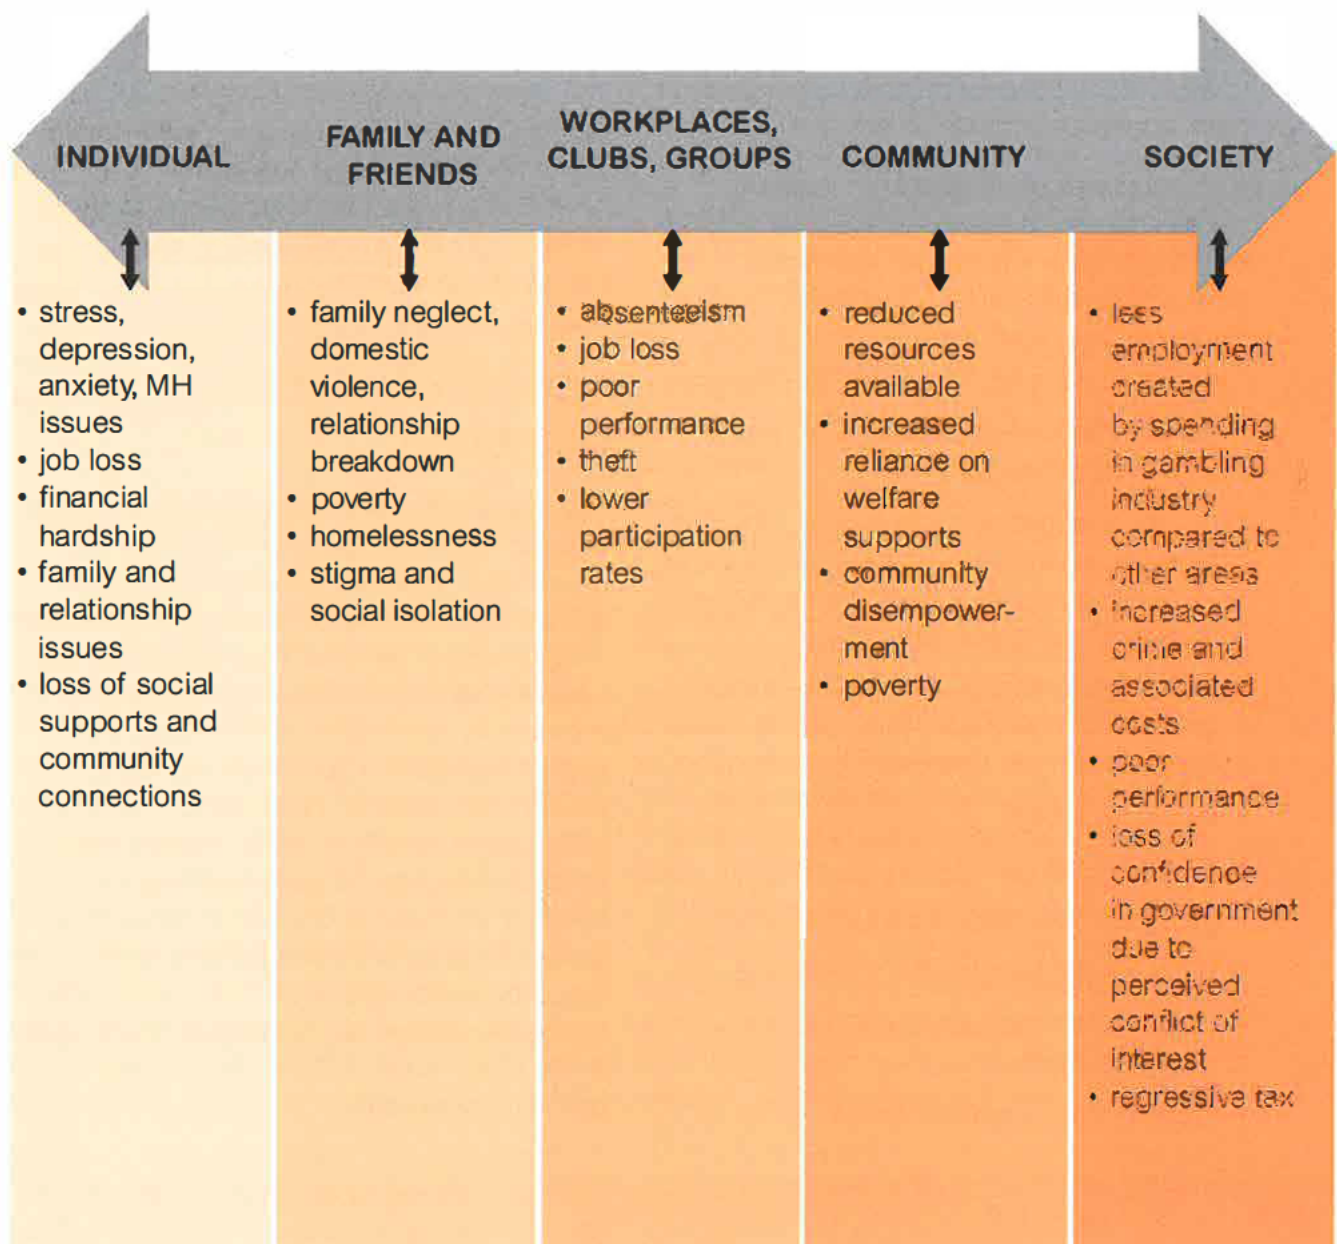 INDIVIDUAL
FAMILY AND
FRIENDS
WORKPLACES,
CLUBS, GROUPS
COMMUNITY
SOCIETY
• stress,
depression,
anxiety, MH
issues
• job loss
• financial
hardship
• family and
relationship
issues
• loss of social
supports and
community
connections
• family neglect,
domestic
violence,
relationship
breakdown
• poverty
• homelessness
• stigma and
social isolation
• absenteeism
• job loss
• poor
performance
• theft
• lower
participation
rates
• reduced
resources
available
• increased
reliance on
welfare
supports
• community
disempower-
ment
• poverty
• less
employment
created
by spending
in gambling
industry
compared to
other areas
• increased
crime and
associated
costs
• poor
performance
• loss of
confidence
in government
due to
perceived
conflict of
interest
• regressive tax